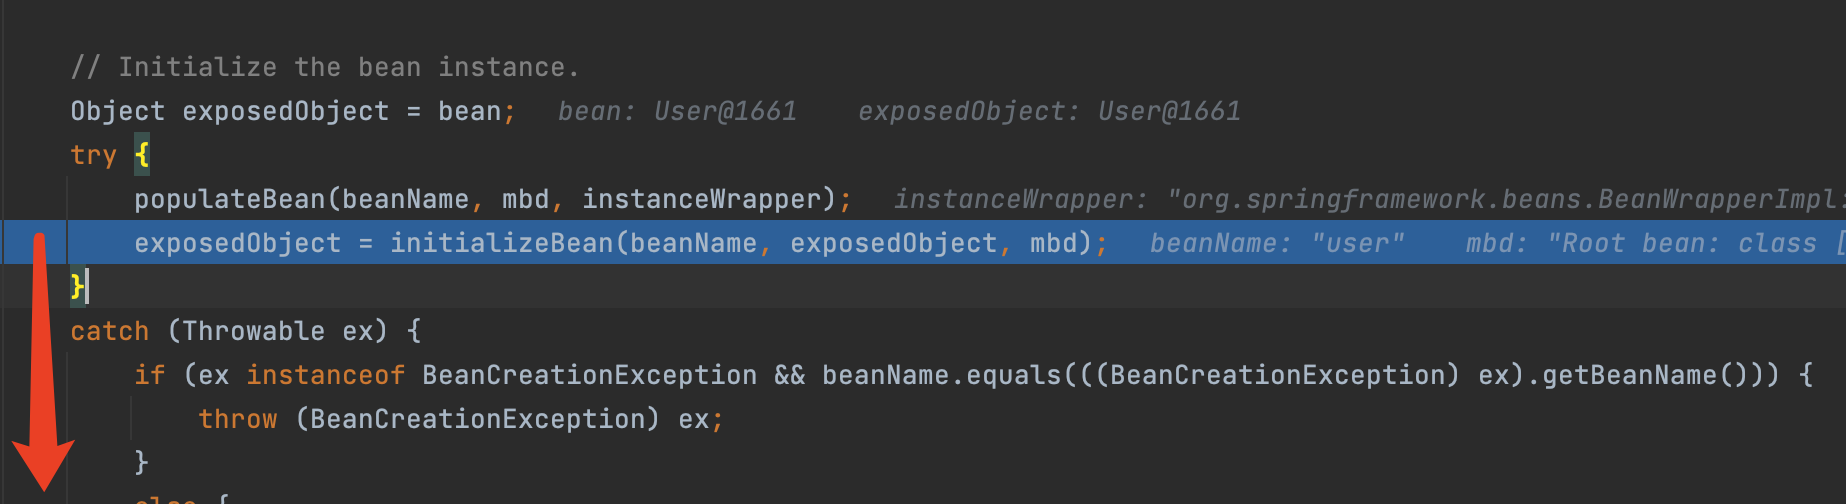 // Initialize the bean instance.
Object exposedObject = bean; bean: User@1661 exposedObject: User@1661
try {
populateBean(beanName, mbd, instanceWrapper); instanceWrapper: "org.springframework.beans.BeanWrapperImpl:
exposedObject = initializeBean(beanName, exposedObject, mbd); beanName: "user" mbd: "Root bean: class [
}
catch (Throwable ex) {
if (ex instanceof BeanCreationException && beanName.equals(((BeanCreationException) ex).getBeanName())) {
throw (BeanCreationException) ex;
}
else {